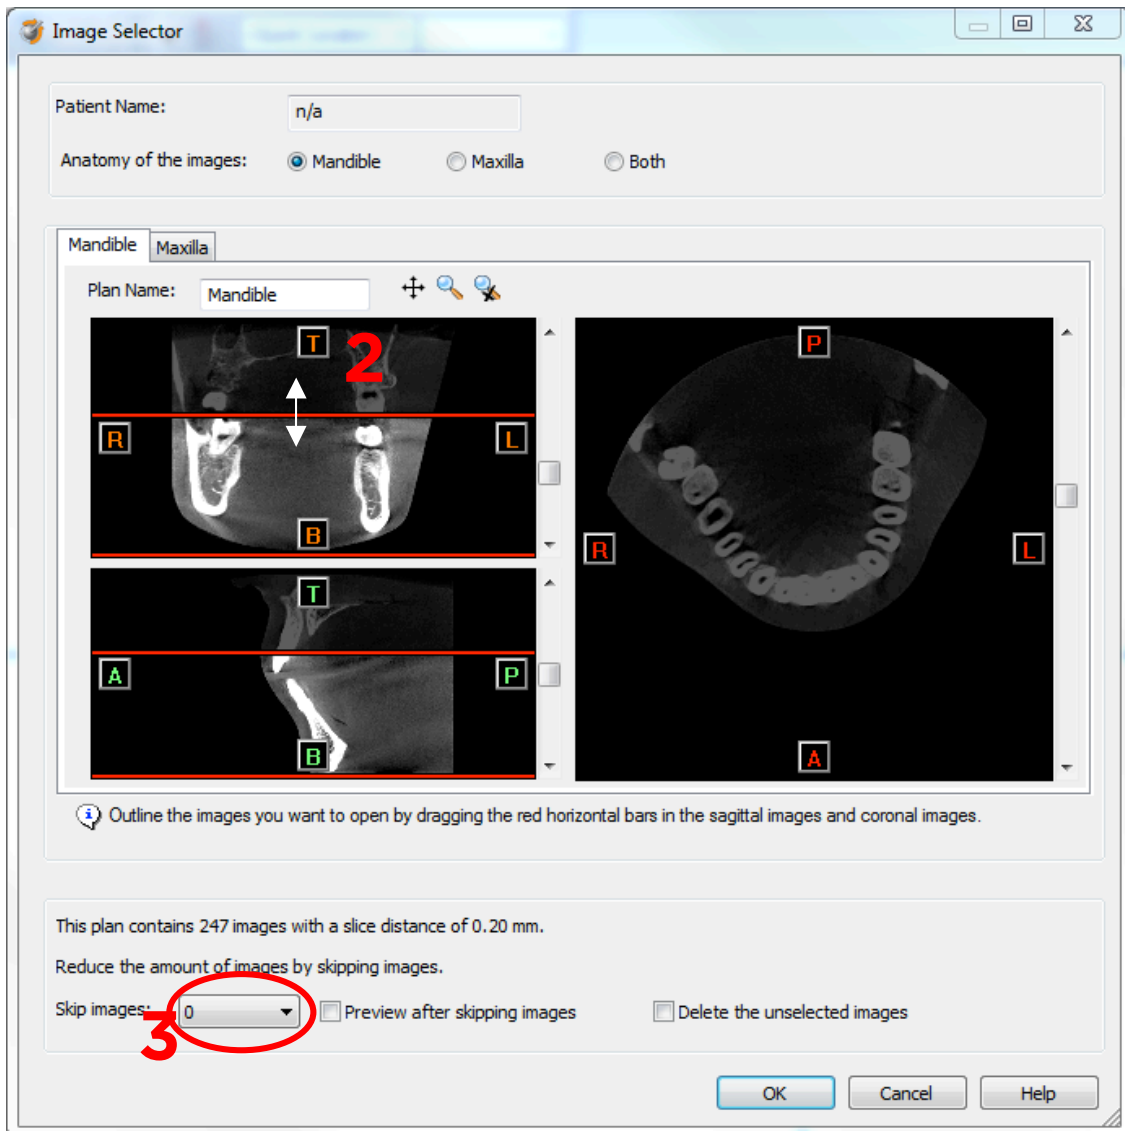 Image Selector
Patient Name:
n/a
Anatomy of the images:
Mandible
Maxilla
Both
Mandible
Maxilla
Plan Name:
Mandible
T
2
R
L
B
T
A
P
B
P
R
L
A
Outline the images you want to open by dragging the red horizontal bars in the sagittal images and coronal images.
This plan contains 247 images with a slice distance of 0.20 mm.
Reduce the amount of images by skipping images.
Skip images:
0
3
Preview after skipping images
Delete the unselected images
OK
Cancel
Help